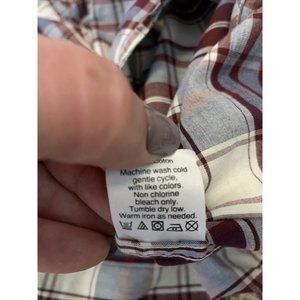 Cotton
Machine wash cold
gentle cycle,
with like colors.
Non chlorine
bleach only.
Tumble dry low.
Warm iron as needed.